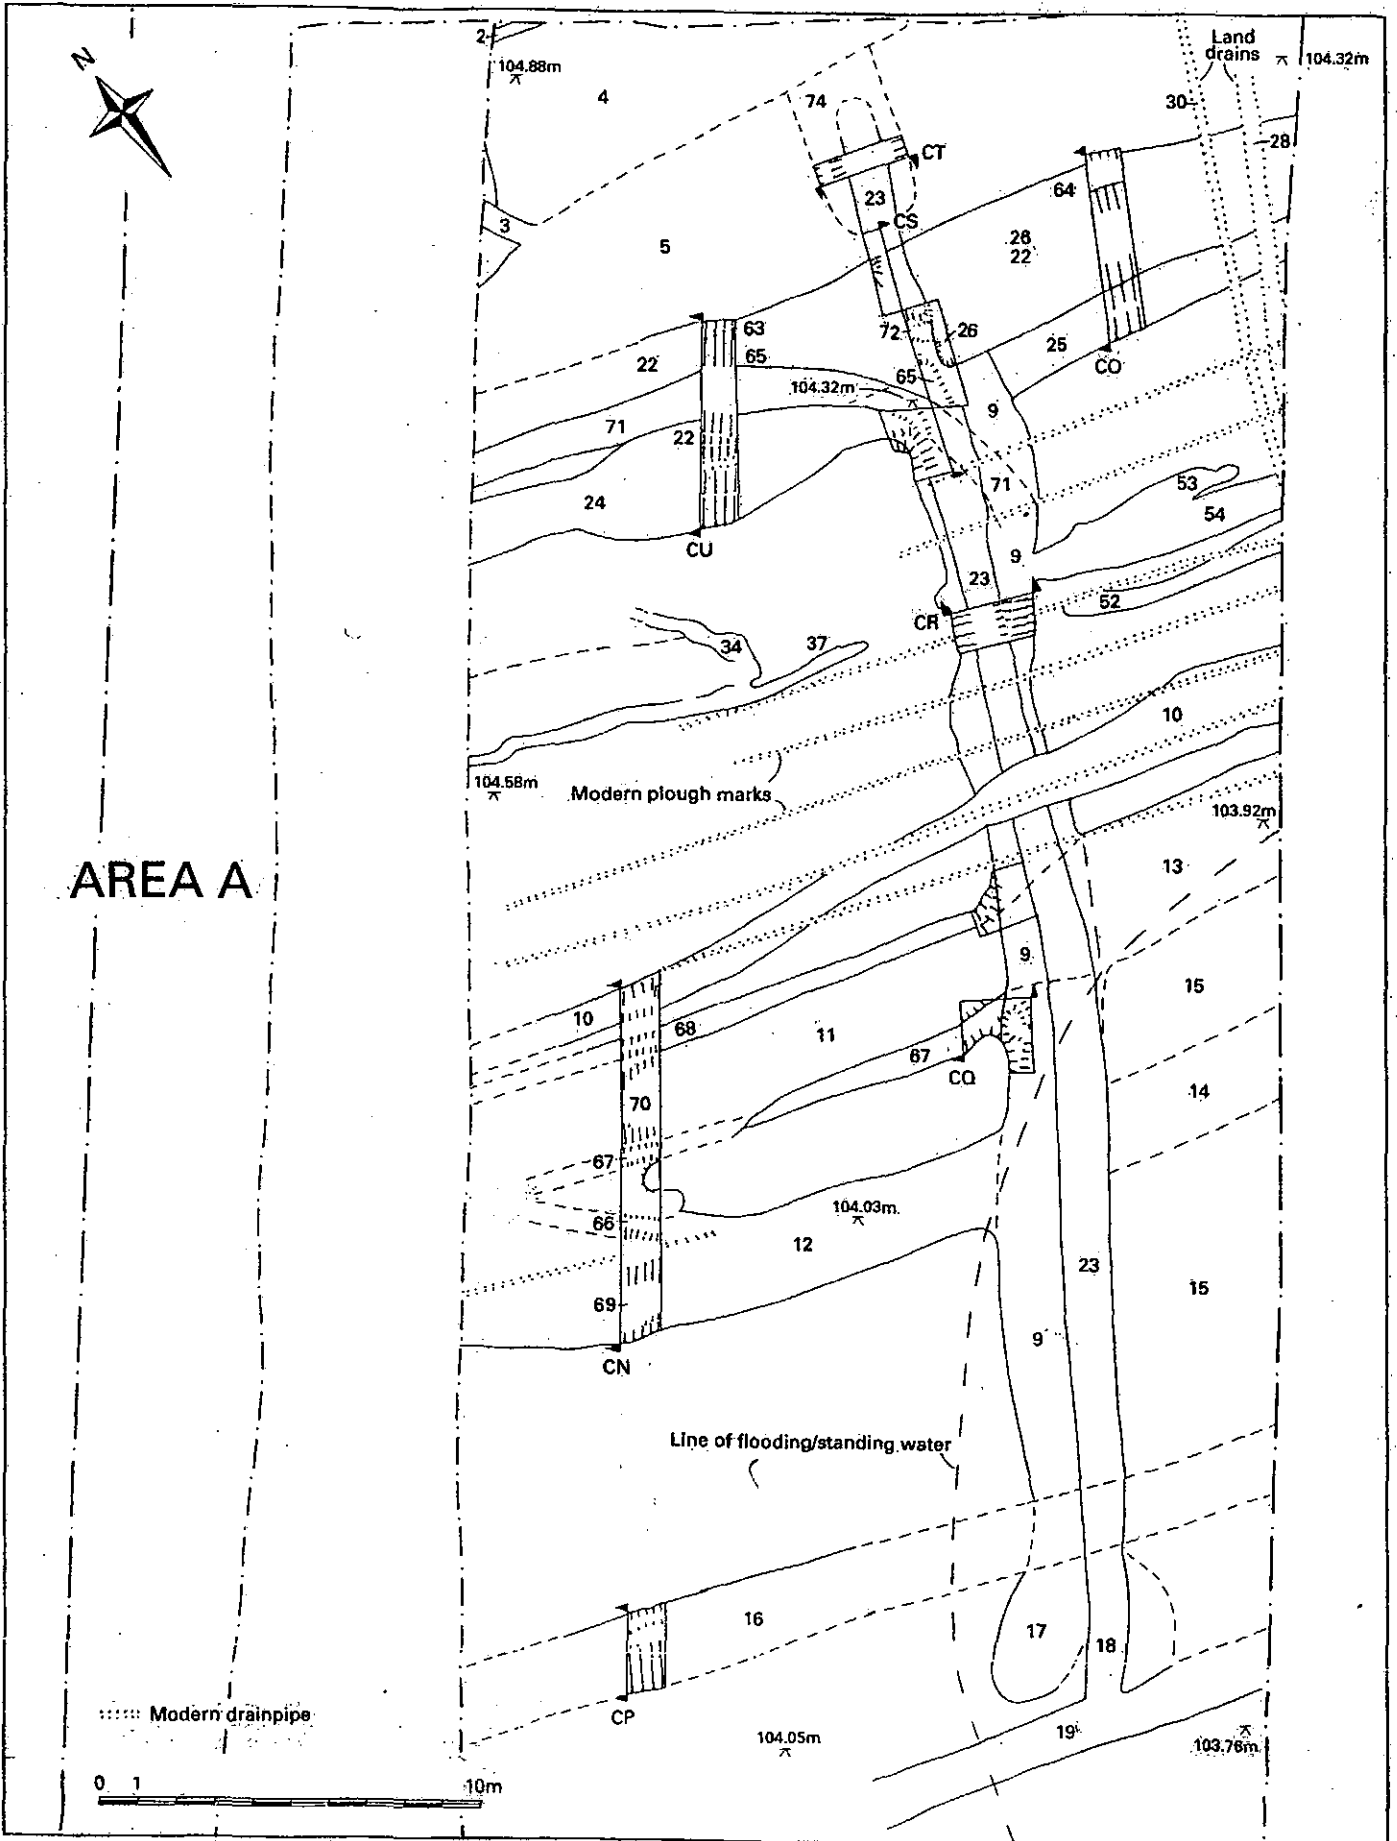 N
2
104.88m
4
74
Land
drains
104.32m
30
28
CT
64
23
CS
3
5
28
22
63
65
72
26
25
CO
22
104.32m
65
9
71
22
71
53
24
54
CU
9
23
52
CR
34
37
10
104.58m
Modern plough marks
103.92m
AREA A
13
9
15
10
68
11
67
CQ
14
70
67
104.03m
66
12
23
15
69
9
CN
Line of flooding/standing water
16
17
18
Modern drainpipe
CP
104.05m
19
103.76m
0 1 10m